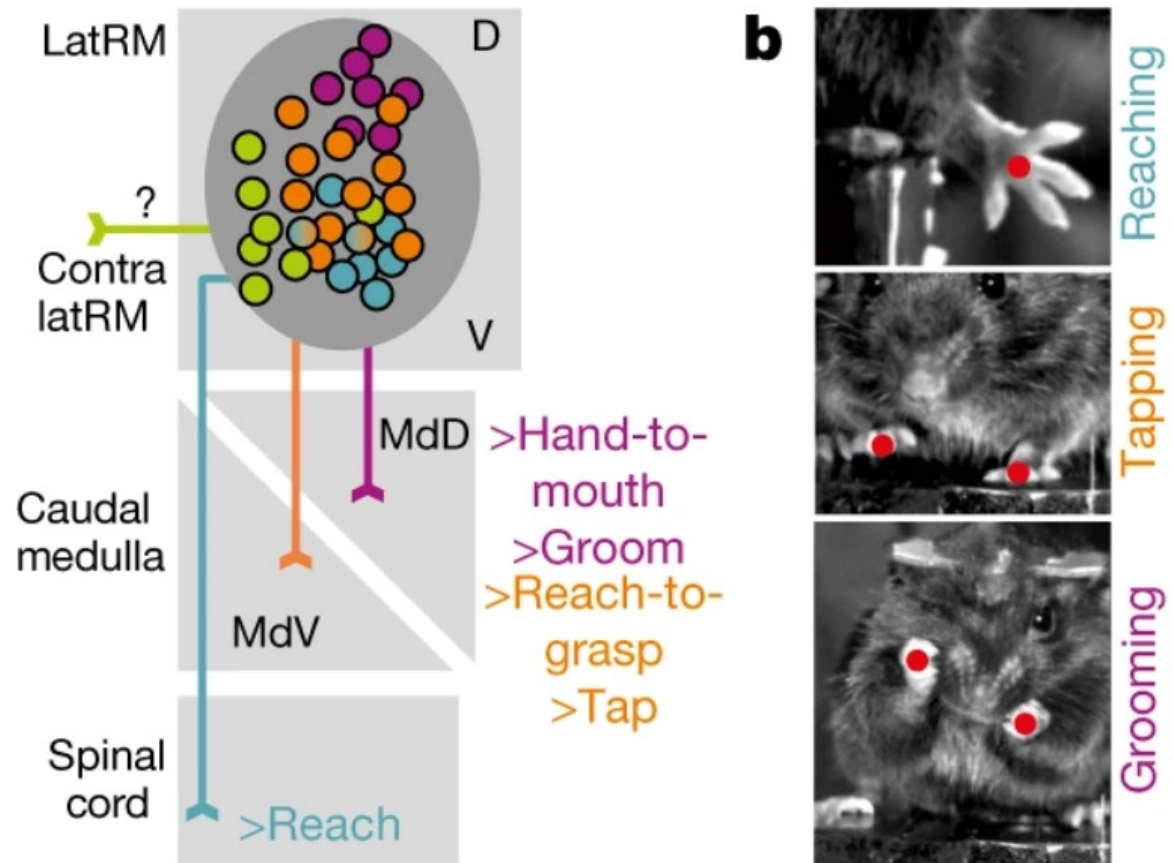 LatRM
D
?
Contra
latRM
V
MdD
>Hand-to-
mouth
>Groom
>Reach-to-
grasp
>Tap
Caudal
medulla
MdV
Spinal
cord
>Reach
b
Reaching
Tapping
Grooming